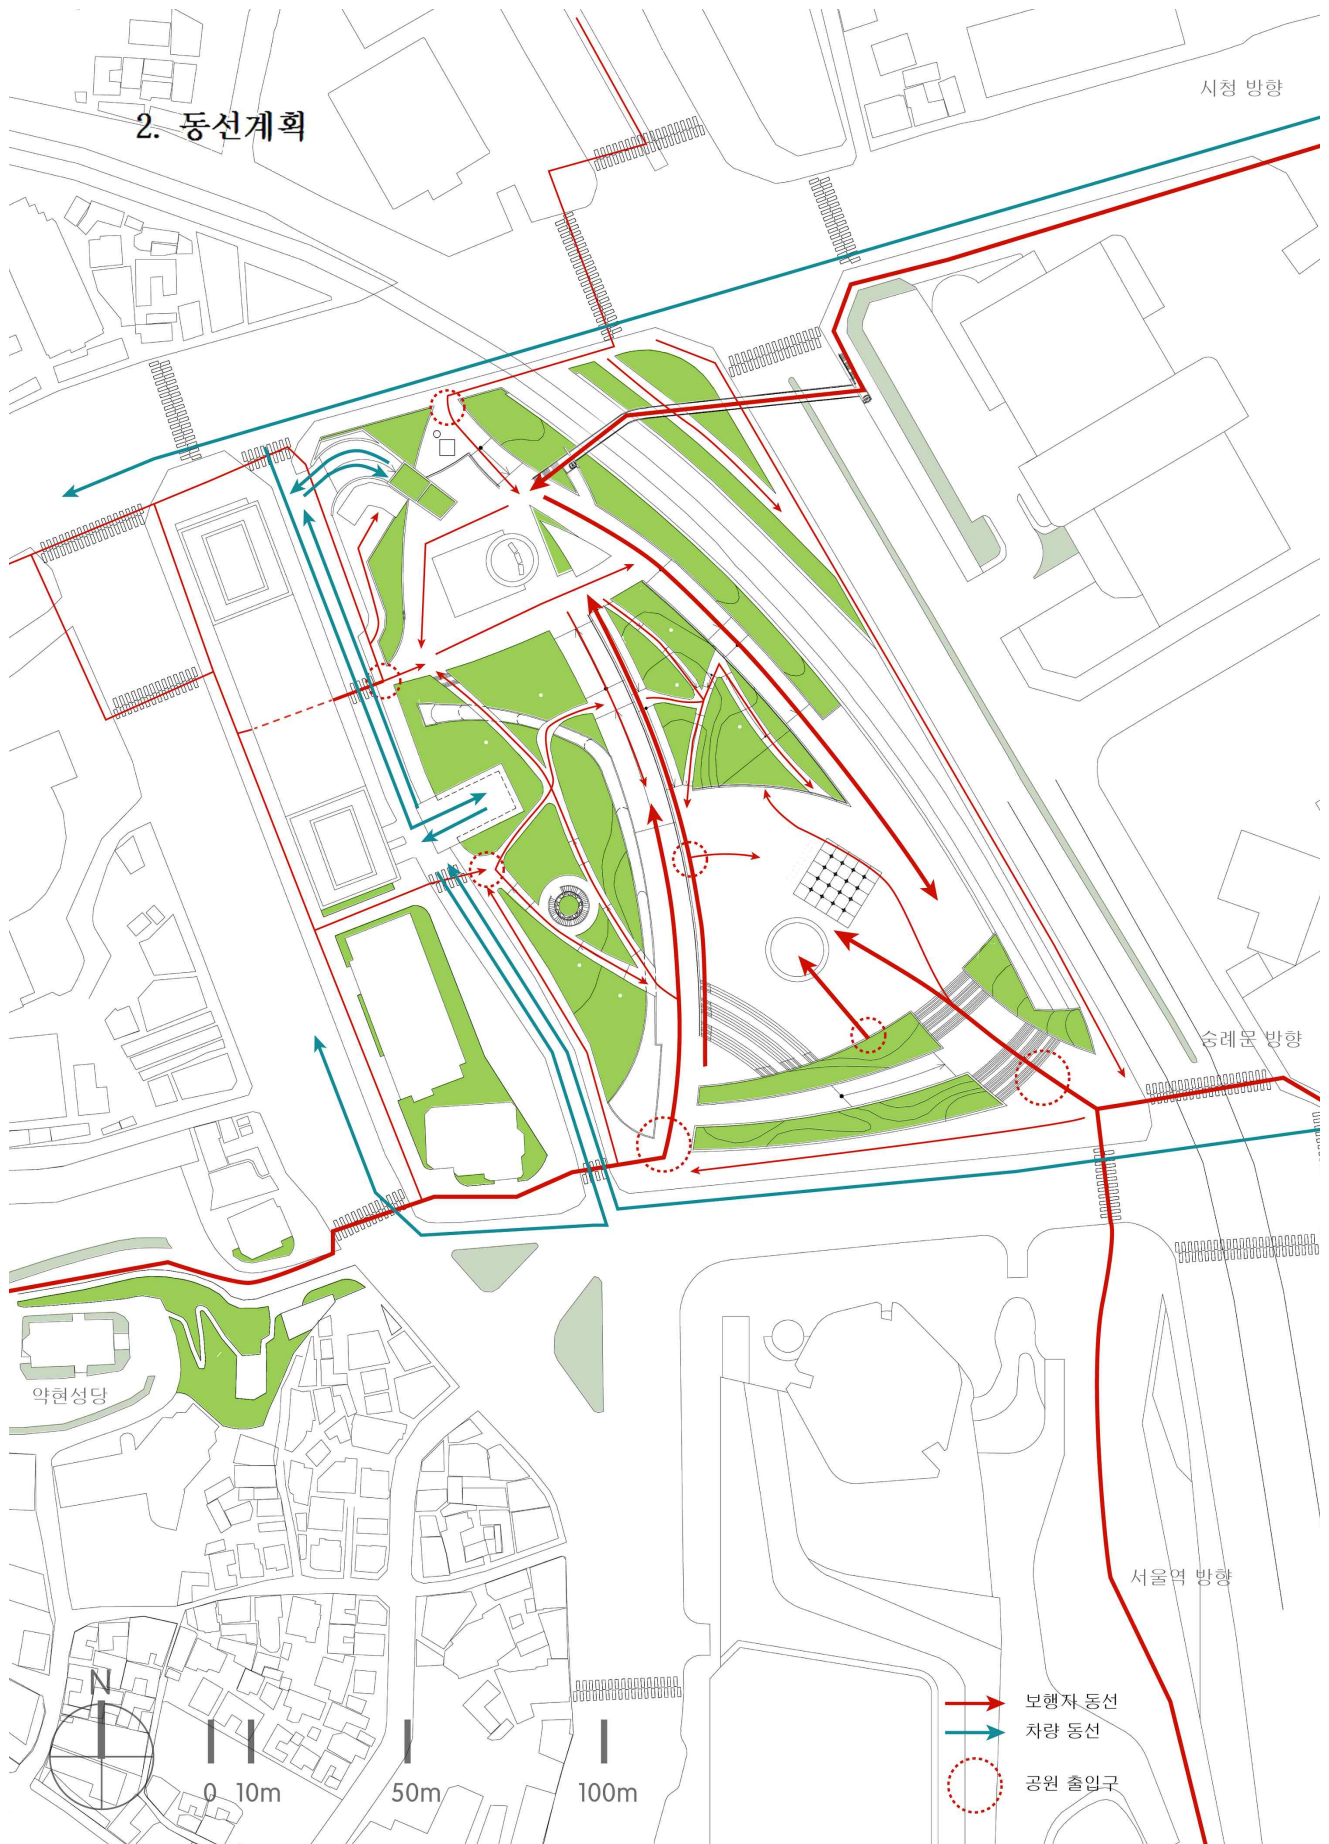 시청 방향
2. 동선계획
숭례문 방향
약현성당
서울역 방향
N
보행자 동선
차량 동선
0 10m 50m 100m
공원 출입구